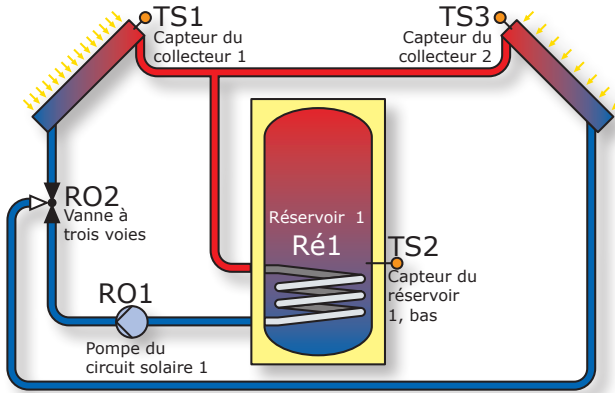 TS1
Capteur du
collecteur 1
TS3
Capteur du
collecteur 2
RO2
Vanne à
trois voies
Réservoir 1
Ré1
TS2
Capteur du
réservoir
1, bas
RO1
Pompe du
circuit solaire 1